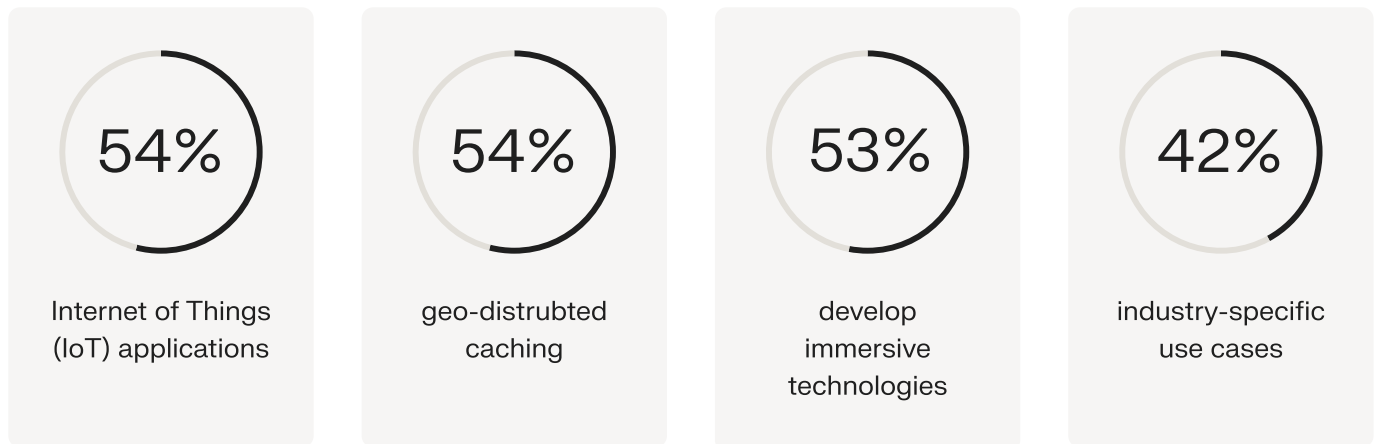 54%
Internet of Things
(IoT) applications
54%
geo-distrubted
caching
53%
develop
immersive
technologies
42%
industry-specific
use cases